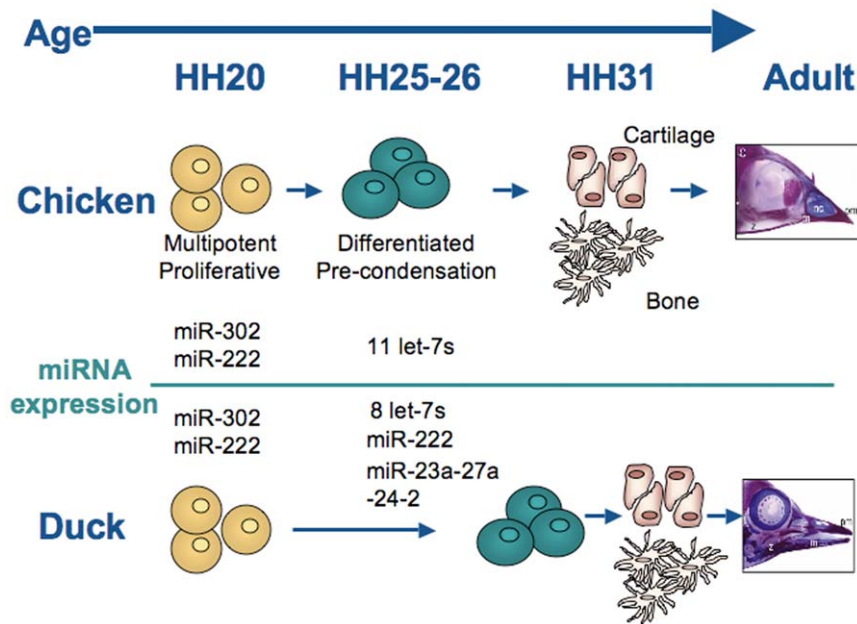 Age
HH20 HH25-26 HH31 Adult
Chicken
Cartilage
Multipotent
Proliferative
Differentiated
Pre-condensation
Bone
miR-302
miR-222
11 let-7s
miRNA
expression
miR-302
miR-222
8 let-7s
miR-222
miR-23a-27a
-24-2
Duck
nc
z
pm
z
m